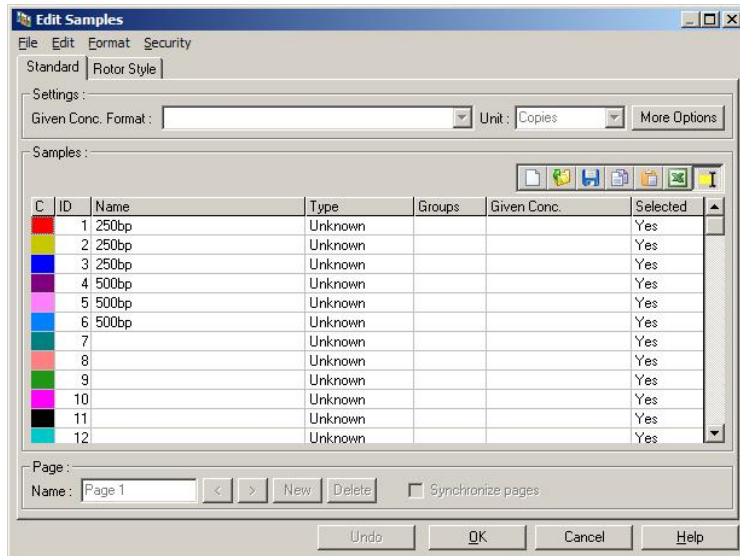 Edit Samples
File Edit Format Security
Standard Rotor Style
Settings :
Given Conc. Format : Unit : Copies More Options
Samples :
C ID Name Type Groups Given Conc. Selected
1 250bp Unknown Yes
2 250bp Unknown Yes
3 250bp Unknown Yes
4 500bp Unknown Yes
5 500bp Unknown Yes
6 500bp Unknown Yes
7 Unknown Yes
8 Unknown Yes
9 Unknown Yes
10 Unknown Yes
11 Unknown Yes
12 Unknown Yes
Page :
Name : Page 1 < > New Delete Synchronize pages
Undo OK Cancel Help